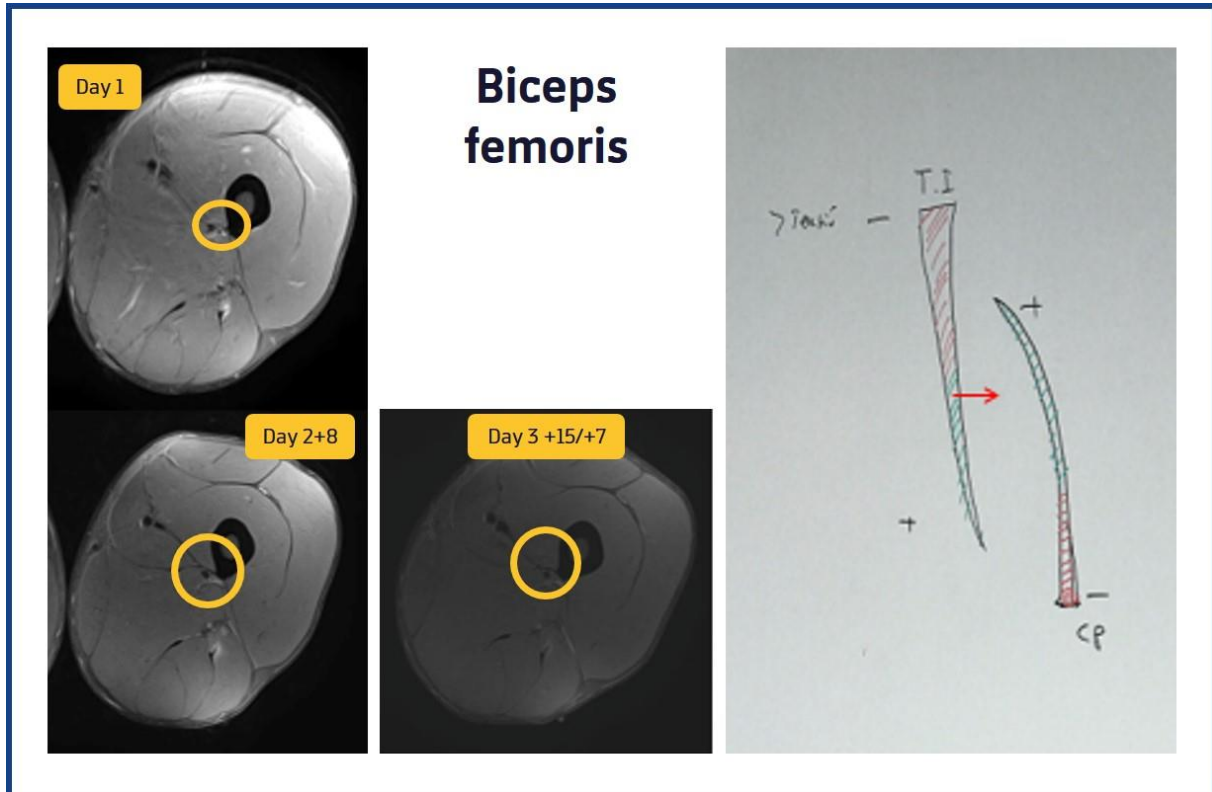 Day 1
Biceps
femoris
Day 2+8
Day 3 +15/+7
T.I
-
+
+
-
CP